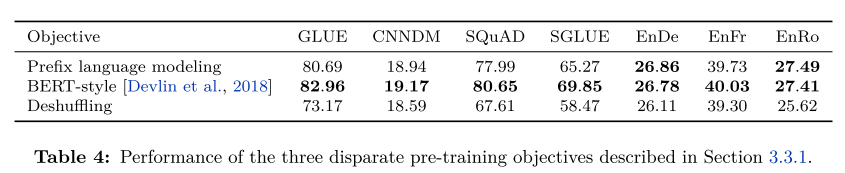 Objective GLUE CNNDM SQuAD SGLUE EnDe EnFr EnRo
Prefix language modeling 80.69 18.94 77.99 65.27 26.86 39.73 27.49
BERT-style [Devlin et al., 2018] 82.96 19.17 80.65 69.85 26.78 40.03 27.41
Deshuffling 73.17 18.59 67.61 58.47 26.11 39.30 25.62
Table 4: Performance of the three disparate pre-training objectives described in Section 3.3.1.